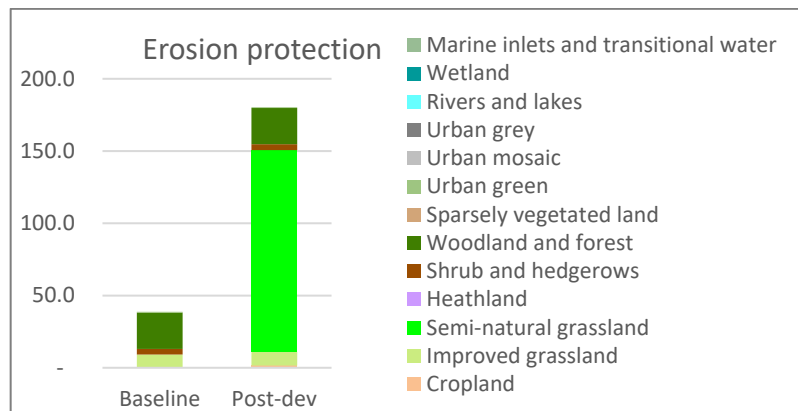 Erosion protection
200.0
150.0
100.0
50.0
-
Baseline
Post-dev
Marine inlets and transitional water
Wetland
Rivers and lakes
Urban grey
Urban mosaic
Urban green
Sparsely vegetated land
Woodland and forest
Shrub and hedgerows
Heathland
Semi-natural grassland
Improved grassland
Cropland